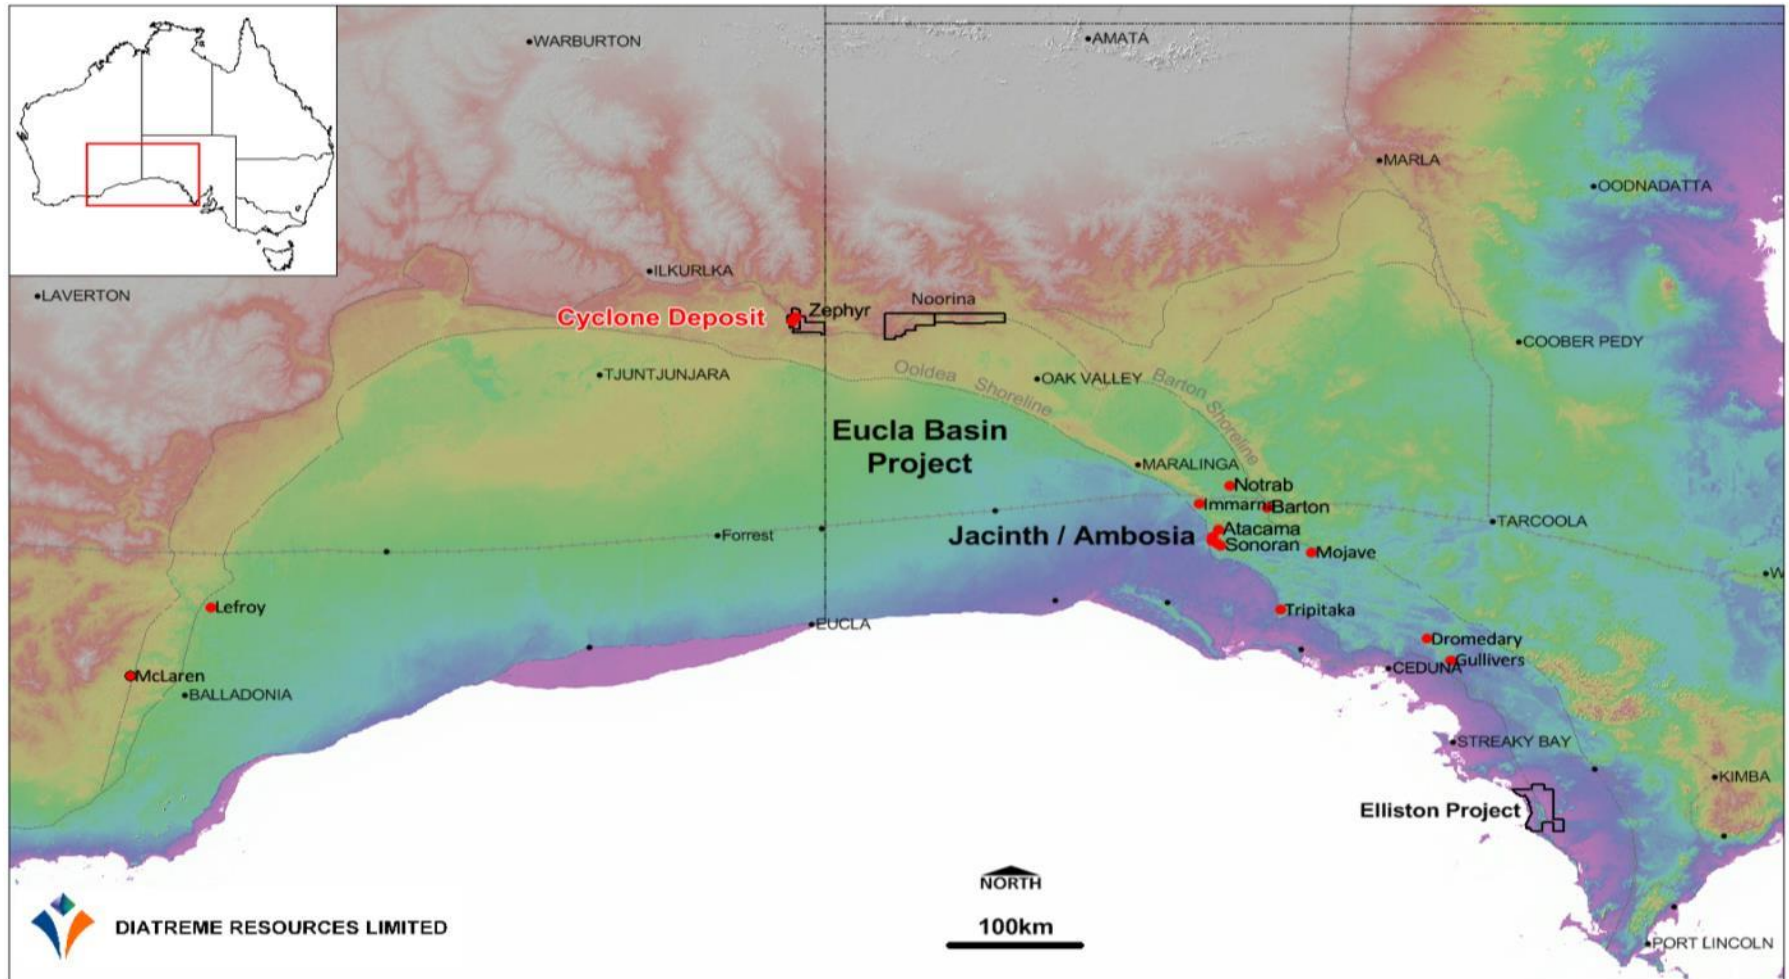 WARBURTON
AMATA
MARLA
OODNADATTA
ILKURLKA
LAVERTON
Cyclone Deposit
Zephyr
Noorina
COOBER PEDY
TJUNTJUNJARA
Ooldea Shoreline
OAK VALLEY
Barton Shoreline
Eucla Basin
Project
MARALINGA
Notrab
Immarna
Barton
Forrest
Jacinth / Ambosia
Atacama
Sonoran
Mojave
TARCOOLA
W
Lefroy
EUCLA
Tripitaka
Dromedary
Gullivers
CEDUNA
McLaren
BALLADONIA
STREAKY BAY
KIMBA
Elliston Project
NORTH
100km
DIATREME RESOURCES LIMITED
PORT LINCOLN